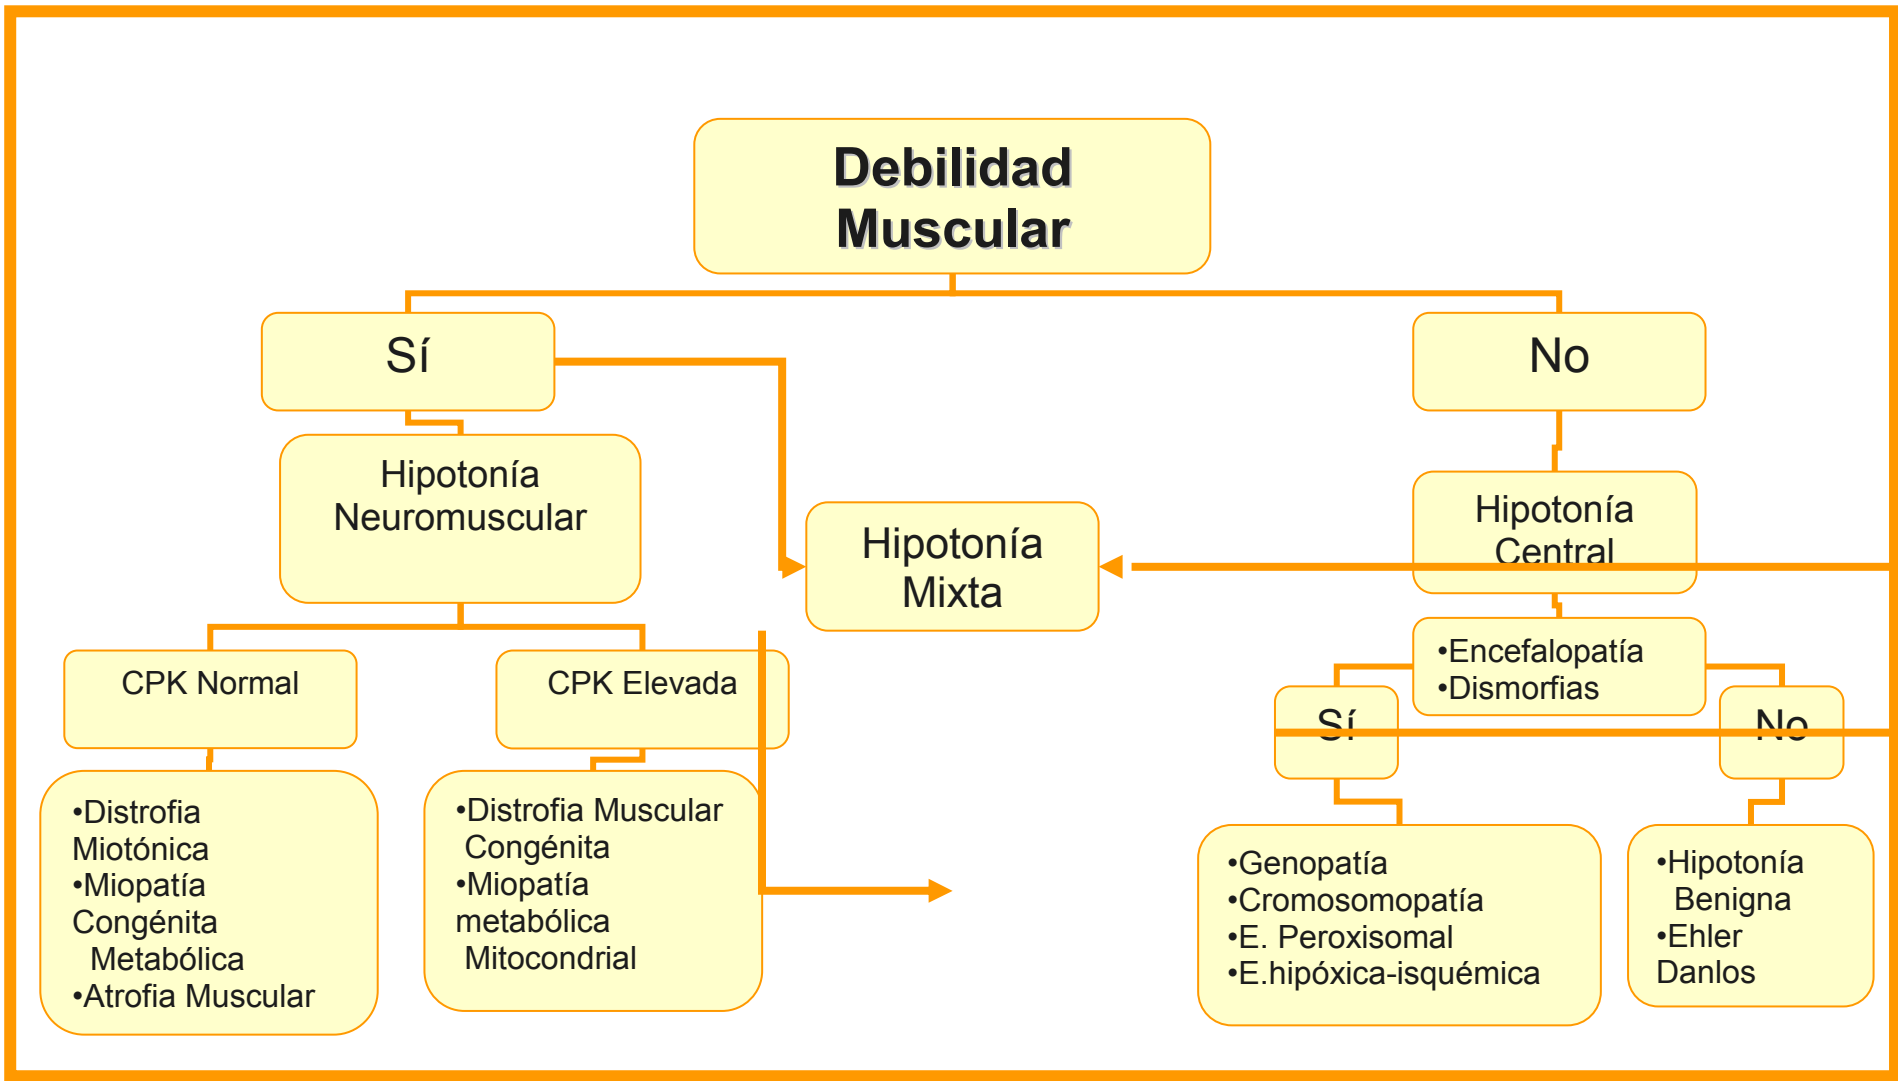 Debilidad
Muscular
Sí
No
Hipotonía
Neuromuscular
Hipotonía
Mixta
Hipotonía
Central
CPK Normal
CPK Elevada
•Encefalopatía
•Dismorfias
Sí
No
•Distrofia
Miotónica
•Miopatía
Congénita
Metabólica
•Atrofia Muscular
•Distrofia Muscular
Congénita
•Miopatía
metabólica
Mitocondrial
•Genopatía
•Cromosomopatía
•E. Peroxisomal
•E.hipóxica-isquémica
•Hipotonía
Benigna
•Ehler
Danlos